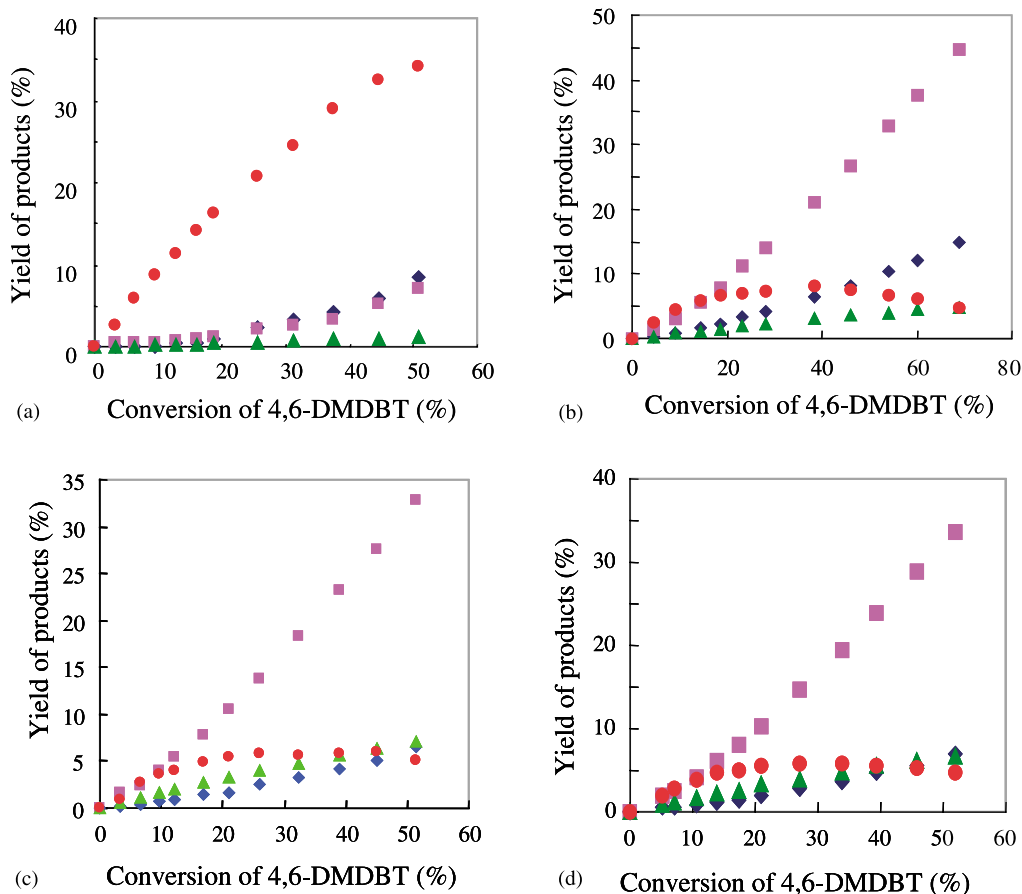 40
30
20
10
0
Yield of products (%)
0 10 20 30 40 50 60
(a) Conversion of 4,6-DMDBT (%)
50
40
30
20
10
0
Yield of products (%)
0 20 40 60 80
(b) Conversion of 4,6-DMDBT (%)
35
30
25
20
15
10
5
0
Yield of products (%)
0 10 20 30 40 50 60
(c) Conversion of 4,6-DMDBT (%)
40
30
20
10
0
Yield of products (%)
0 10 20 30 40 50 60
(d) Conversion of 4,6-DMDBT (%)